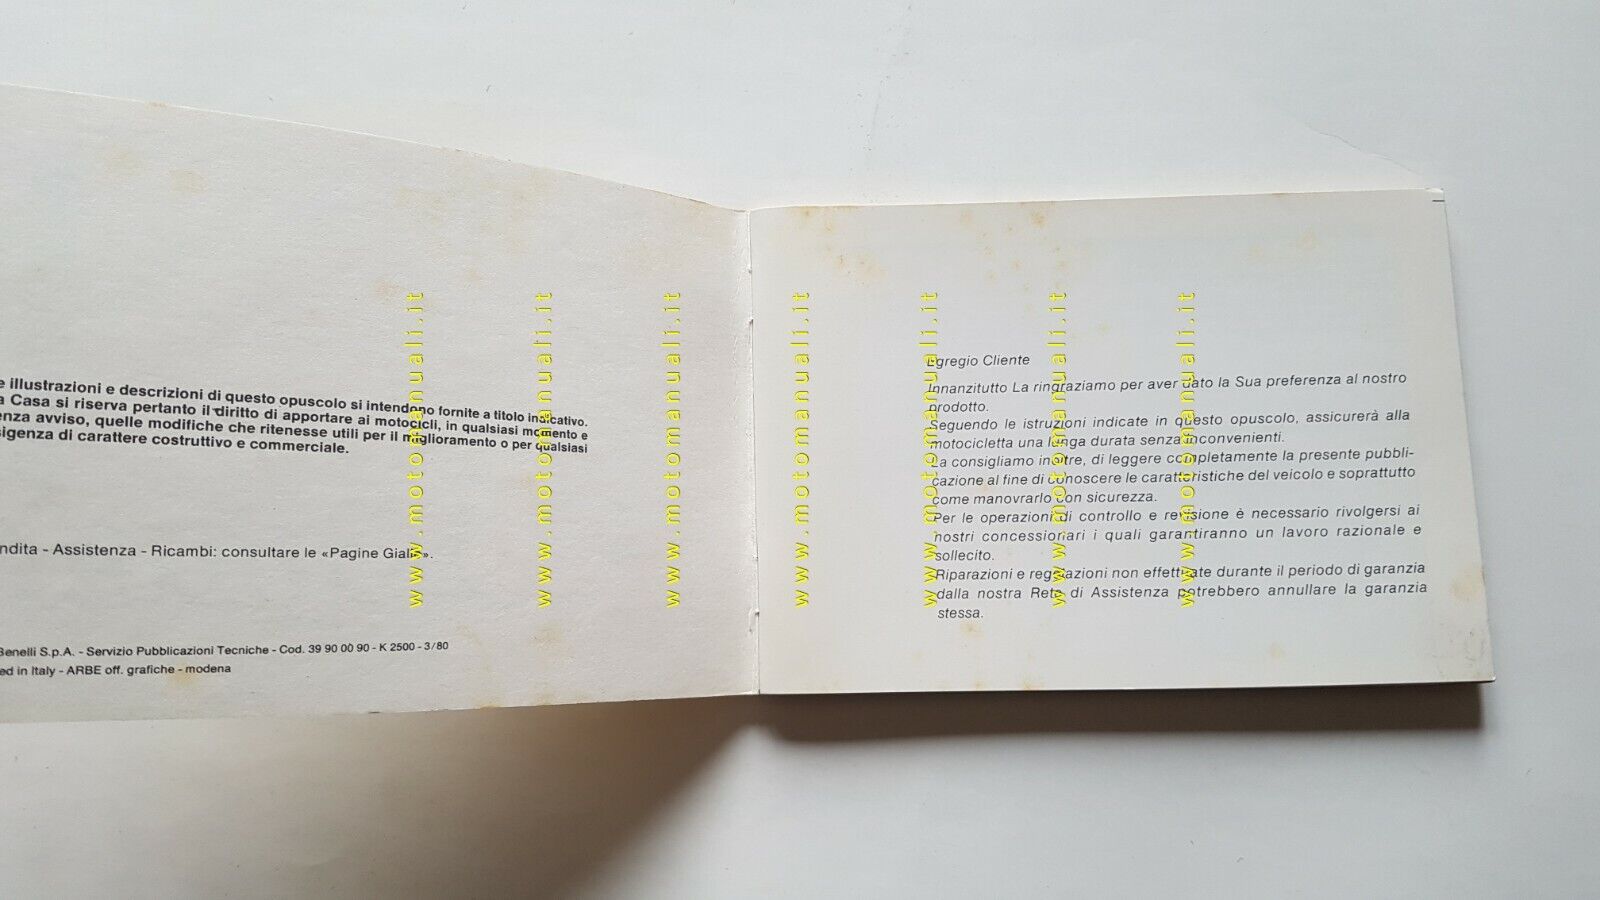 e illustrazioni e descrizioni di questo opuscolo si intendono fornite a titolo indicativo.
a Casa si riserva pertanto il diritto di apportare ai motocicli, in qualsiasi momento e
enza avviso, quelle modifiche che ritenesse utili per il miglioramento o per qualsiasi
sigenza di carattere costruttivo e commerciale.
ndita - Assistenza - Ricambi: consultare le «Pagine Gialle».
Benelli S.p.A. - Servizio Pubblicazioni Tecniche - Cod. 39 90 00 90 - K 2500 - 3/80
ed in Italy - ARBE off. grafiche - modena
Egregio Cliente
Innanzitutto La ringraziamo per aver dato la Sua preferenza al nostro
prodotto.
Seguendo le istruzioni indicate in questo opuscolo, assicurerà alla
motocicletta una lunga durata senza inconvenienti.
La consigliamo inoltre, di leggere completamente la presente pubbli-
cazione al fine di conoscere le caratteristiche del veicolo e soprattutto
come manovrarlo con sicurezza.
Per le operazioni di controllo e revisione è necessario rivolgersi ai
nostri concessionari i quali garantiranno un lavoro razionale e
sollecito.
Riparazioni e regolazioni non effettuate durante il periodo di garanzia
dalla nostra Rete di Assistenza potrebbero annullare la garanzia
stessa.
www.motomanuali.it
www.motomanuali.it
www.motomanuali.it
www.motomanuali.it
www.motomanuali.it
www.motomanuali.it
www.motomanuali.it